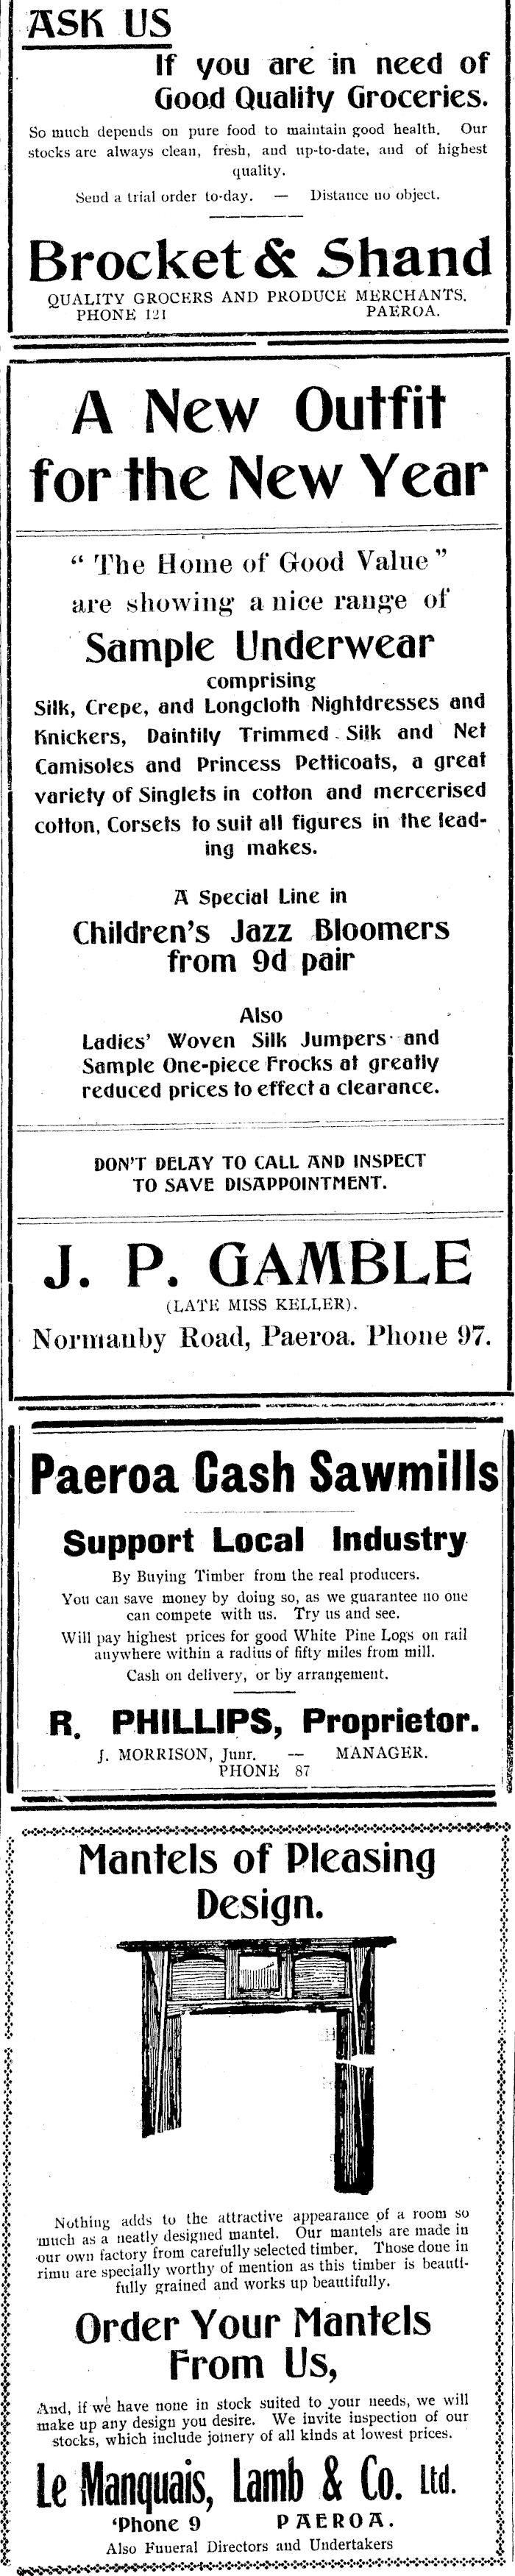 ASK US
If you are in need of
Good Quality Groceries.
So much depends on pure food to maintain good health. Our
stocks are always clean, fresh, and up-to-date, and of highest
quality.
Send a trial order to-day. — Distance no object.
Brocket & Shand
QUALITY GROCERS AND PRODUCE MERCHANTS.
PHONE 121 PAEROA.
A New Outfit
for the New Year
“ The Home of Good Value ”
are showing a nice range of
Sample Underwear
comprising
Silk, Crepe, and Longcloth Nightdresses and
Knickers, Daintily Trimmed Silk and Net
Camisoles and Princess Petticoats, a great
variety of Singlets in cotton and mercerised
cotton, Corsets to suit all figures in the lead-
ing makes.
A Special Line in
Children's Jazz Bloomers
from 9d pair
Also
Ladies' Woven Silk Jumpers and
Sample One-piece Frocks at greatly
reduced prices to effect a clearance.
DON'T DELAY TO CALL AND INSPECT
TO SAVE DISAPPOINTMENT.
J. P. GAMBLE
(LATE MISS KELLER).
Normanby Road, Paeroa. Phone 97.
Paeroa Cash Sawmills
Support Local Industry
By Buying Timber from the real producers.
You can save money by doing so, as we guarantee no one
can compete with us. Try us and see.
Will pay highest prices for good White Pine Logs on rail
anywhere within a radius of fifty miles from mill.
Cash on delivery, or by arrangement.
R. PHILLIPS, Proprietor.
J. MORRISON, Junr. — MANAGER.
PHONE 87
Mantels of Pleasing
Design.
Nothing adds to the attractive appearance of a room so
much as a neatly designed mantel. Our mantels are made in
our own factory from carefully selected timber. Those done in
rimu are specially worthy of mention as this timber is beauti-
fully grained and works up beautifully.
Order Your Mantels
From Us,
And, if we have none in stock suited to your needs, we will
make up any design you desire. We invite inspection of our
stocks, which include joinery of all kinds at lowest prices.
Le Manquais, Lamb & Co. Ltd.
'Phone 9 PAEROA.
Also Funeral Directors and Undertakers